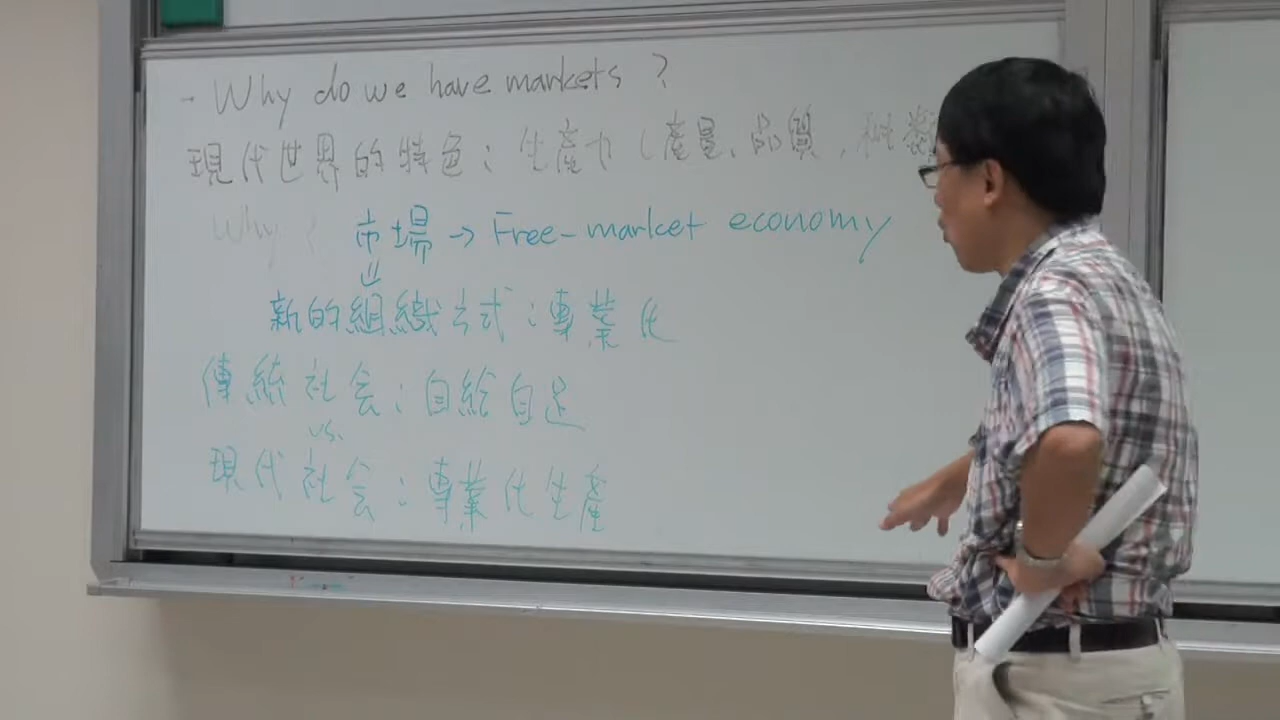 - Why do we have markets ?
現代世界的特色：生產力（產量、品質，種類
Why ? 市場 → Free-market economy
⇓
新的組織方式：專業化
傳統社会：自給自足
vs.
現代社会：專業化生產